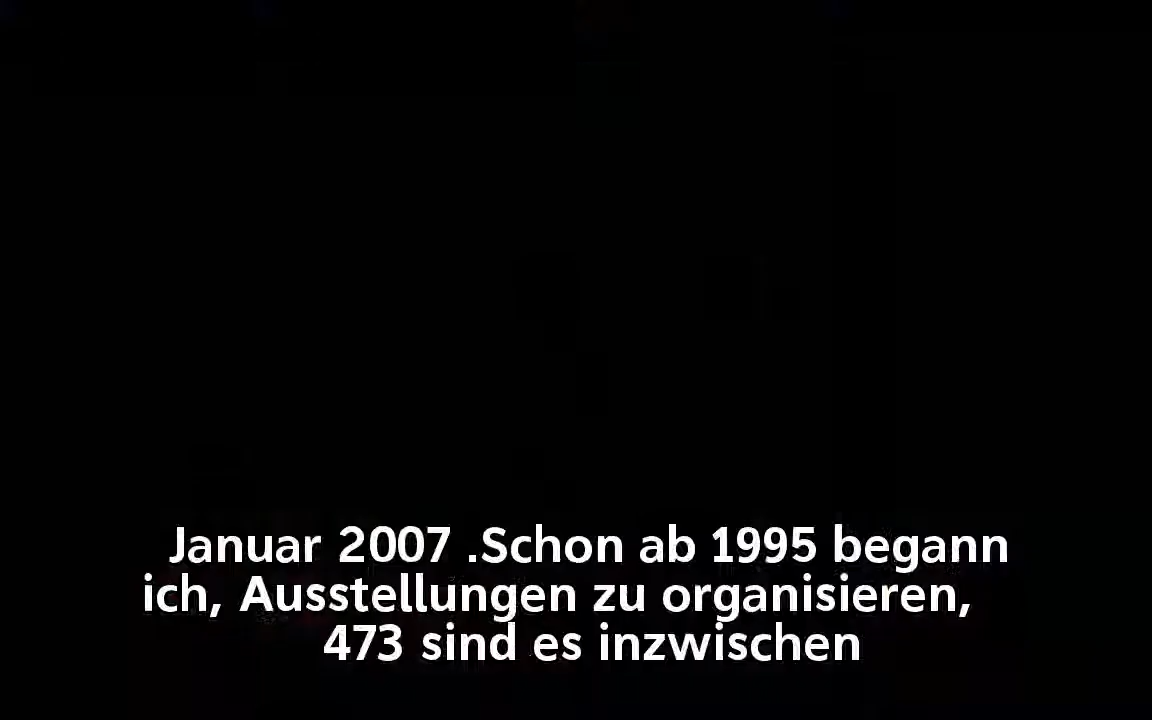 Januar 2007 .Schon ab 1995 begann
ich, Ausstellungen zu organisieren,
473 sind es inzwischen